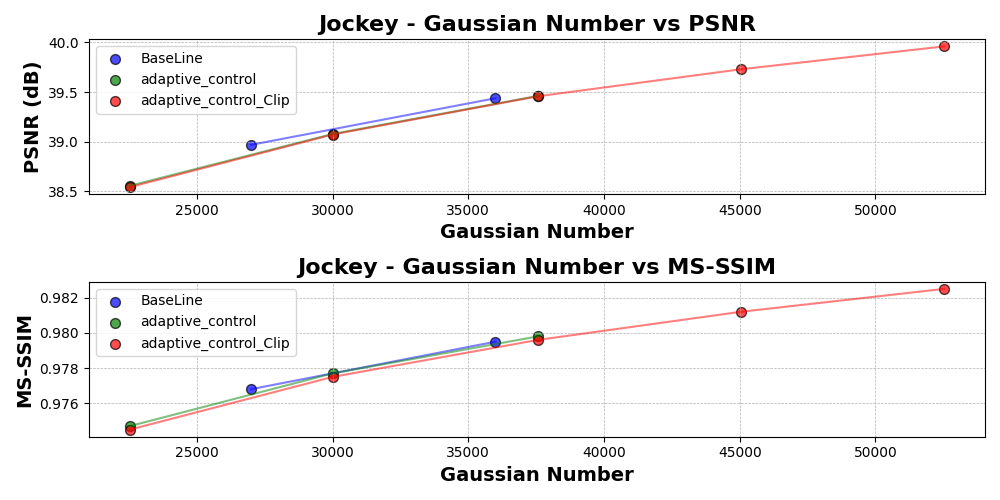 Jockey - Gaussian Number vs PSNR
PSNR (dB)
40.0
39.5
39.0
38.5
BaseLine
adaptive_control
adaptive_control_Clip
25000 30000 35000 40000 45000 50000
Gaussian Number
Jockey - Gaussian Number vs MS-SSIM
MS-SSIM
0.982
0.980
0.978
0.976
BaseLine
adaptive_control
adaptive_control_Clip
25000 30000 35000 40000 45000 50000
Gaussian Number